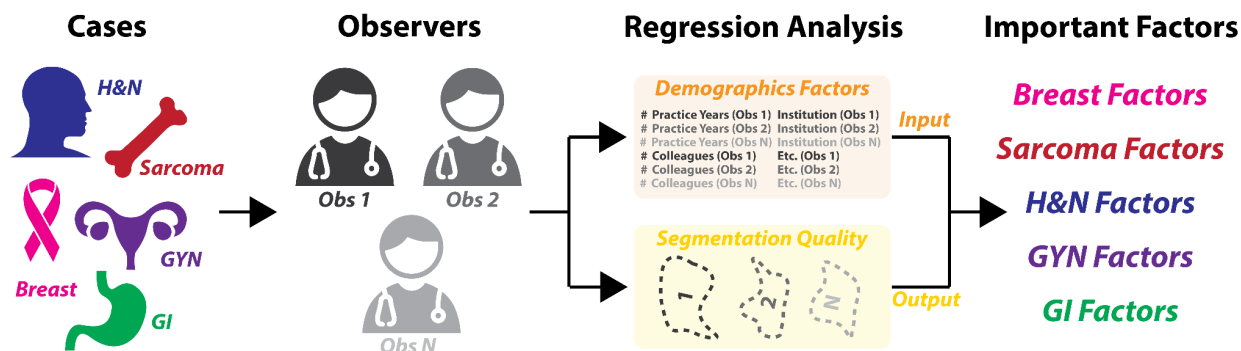 Cases
Observers
Regression Analysis
Important Factors
H&N
Sarcoma
Breast
GYN
GI
Obs 1
Obs 2
Obs N
Demographics Factors
# Practice Years (Obs 1) Institution (Obs 1)
# Practice Years (Obs 2) Institution (Obs 2)
# Practice Years (Obs N) Institution (Obs N)
# Colleagues (Obs 1) Etc. (Obs 1)
# Colleagues (Obs 2) Etc. (Obs 2)
# Colleagues (Obs N) Etc. (Obs N)
Input
Segmentation Quality
1
2
N
Output
Breast Factors
Sarcoma Factors
H&N Factors
GYN Factors
GI Factors